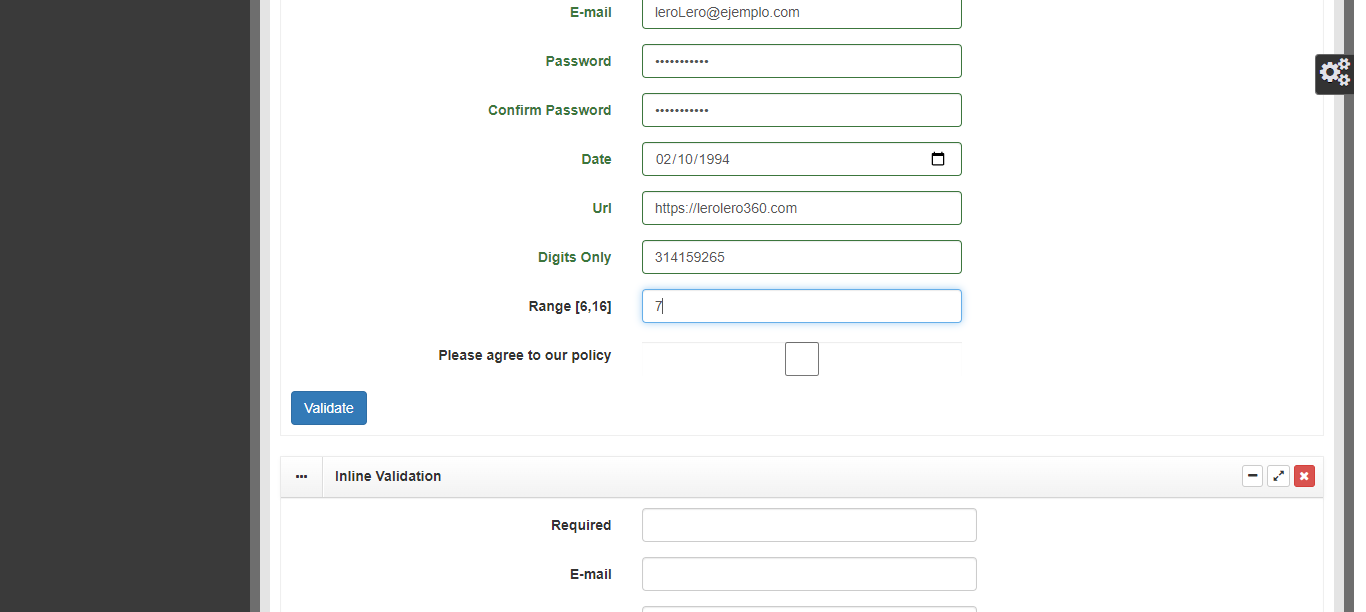 E-mail leroLero@ejemplo.com
Password •••••••••••
Confirm Password •••••••••••
Date 02/10/1994
Url https://lerolero360.com
Digits Only 314159265
Range [6,16] 7
Please agree to our policy
Validate
Inline Validation
Required
E-mail